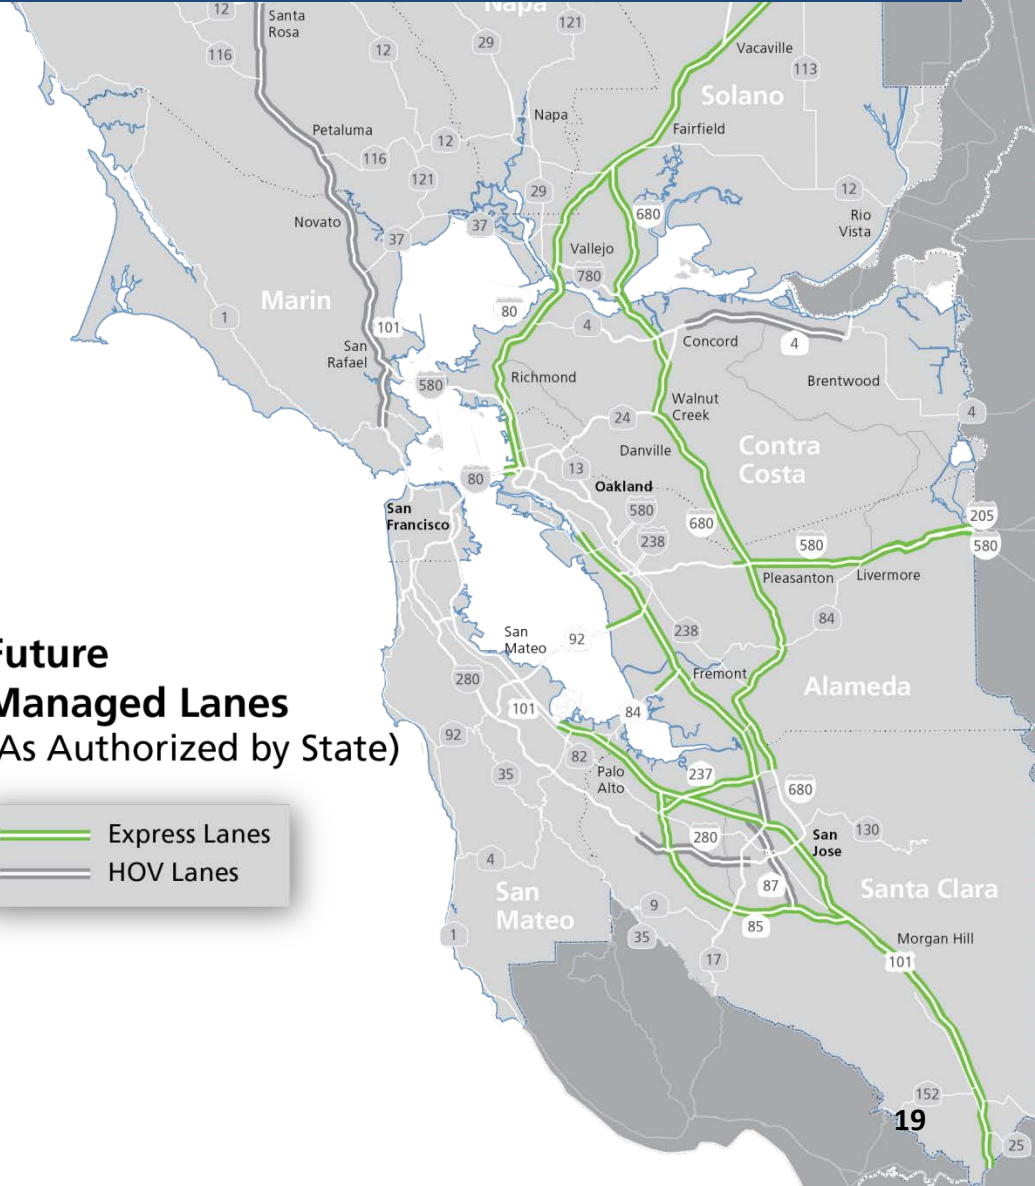 Napa
12
Santa
Rosa
121
29
12
116
Vacaville
113
Solano
Napa
Fairfield
Petaluma
12
116
121
29
12
680
Rio
Vista
Novato
37
37
Vallejo
780
Marin
1
101
80
4
Concord
4
San
Rafael
580
Richmond
Brentwood
Walnut
Creek
24
4
Danville
Contra
Costa
13
80
Oakland
San
Francisco
580
680
205
238
580
580
Pleasanton
Livermore
84
San
Mateo
92
238
280
Fremont
Alameda
101
84
92
82
35
Palo
Alto
237
680
280
San
Jose
130
4
87
Santa Clara
San
Mateo
9
85
1
35
17
Morgan Hill
101
152
25
Future
Managed Lanes
(As Authorized by State)
Express Lanes
HOV Lanes
19